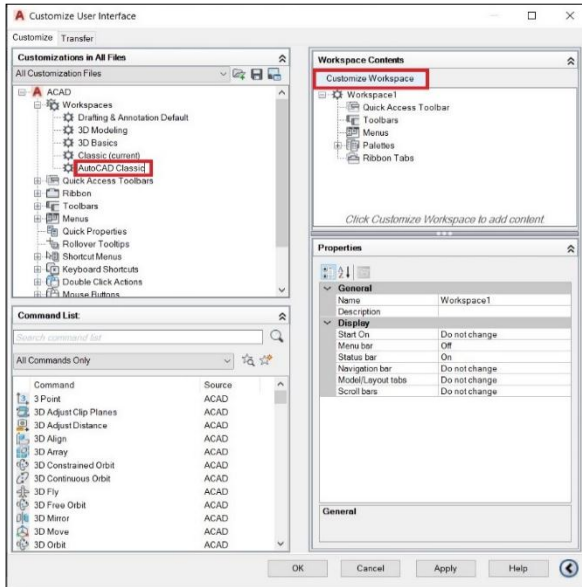 Customize User Interface
Customize Transfer
Customizations in All Files
All Customization Files
ACAD
Workspaces
Drafting & Annotation Default
3D Modeling
3D Basics
Classic (current)
AutoCAD Classic
Quick Access Toolbars
Ribbon
Toolbars
Menus
Quick Properties
Rollover Tooltips
Shortcut Menus
Keyboard Shortcuts
Double Click Actions
Mouse Buttons
Command List:
Search command list
All Commands Only
Command Source
3 Point ACAD
3D Adjust Clip Planes ACAD
3D Adjust Distance ACAD
3D Align ACAD
3D Array ACAD
3D Constrained Orbit ACAD
3D Continuous Orbit ACAD
3D Fly ACAD
3D Free Orbit ACAD
3D Mirror ACAD
3D Move ACAD
3D Orbit ACAD
Workspace Contents
Customize Workspace
Workspace1
Quick Access Toolbar
Toolbars
Menus
Palettes
Ribbon Tabs
Click Customize Workspace to add content
Properties
General
Name Workspace1
Description
Display
Start On Do not change
Menu bar Off
Status bar On
Navigation bar Do not change
Model/Layout tabs Do not change
Scroll bars Do not change
General
OK Cancel Apply Help